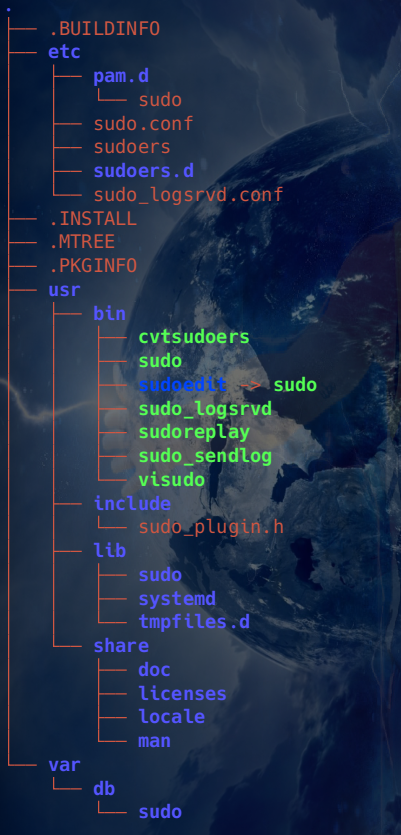 .
├── .BUILDINFO
├── etc
│   ├── pam.d
│   │   └── sudo
│   ├── sudo.conf
│   ├── sudoers
│   ├── sudoers.d
│   └── sudo_logsrvd.conf
├── .INSTALL
├── .MTREE
├── .PKGINFO
├── usr
│   ├── bin
│   │   ├── cvtsudoers
│   │   ├── sudo
│   │   ├── sudoedit -> sudo
│   │   ├── sudo_logsrvd
│   │   ├── sudoreplay
│   │   ├── sudo_sendlog
│   │   └── visudo
│   ├── include
│   │   └── sudo_plugin.h
│   ├── lib
│   │   ├── sudo
│   │   ├── systemd
│   │   └── tmpfiles.d
│   └── share
│       ├── doc
│       ├── licenses
│       ├── locale
│       └── man
└── var
    └── db
        └── sudo